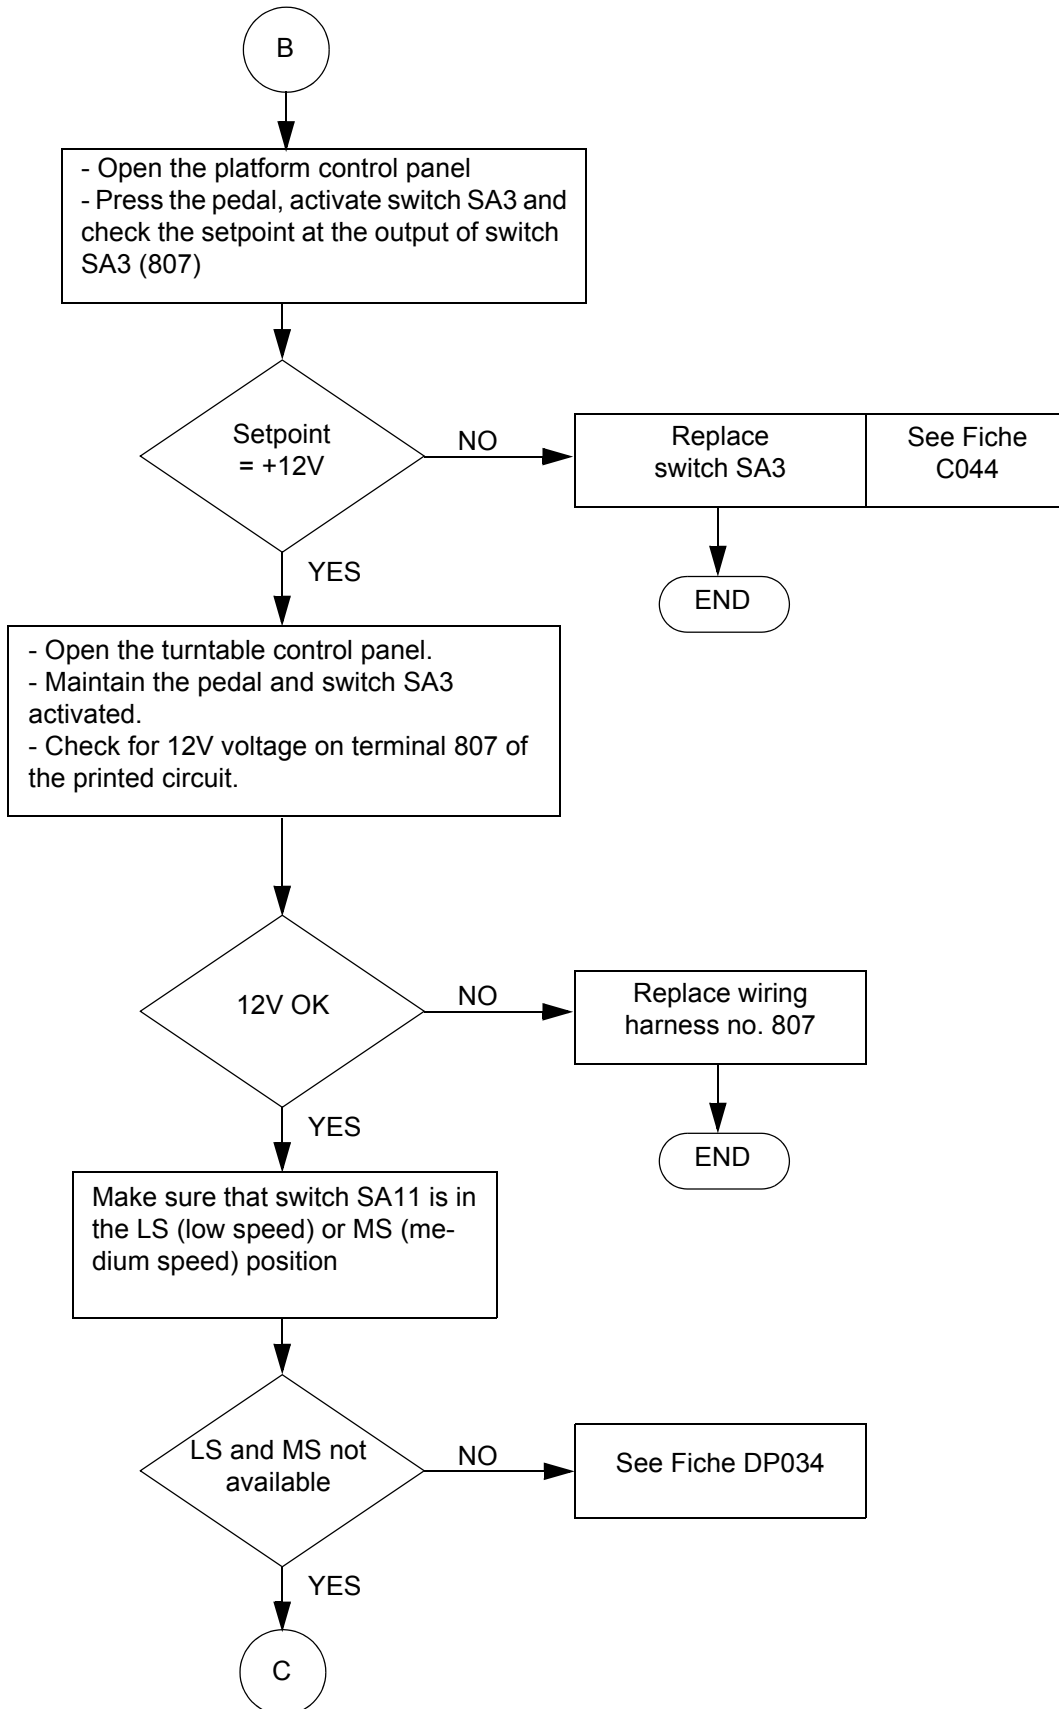 B
- Open the platform control panel
- Press the pedal, activate switch SA3 and
check the setpoint at the output of switch
SA3 (807)
Setpoint
= +12V
NO
Replace
switch SA3
See Fiche
C044
YES
END
- Open the turntable control panel.
- Maintain the pedal and switch SA3
activated.
- Check for 12V voltage on terminal 807 of
the printed circuit.
12V OK
NO
Replace wiring
harness no. 807
YES
END
Make sure that switch SA11 is in
the LS (low speed) or MS (me-
dium speed) position
LS and MS not
available
NO
See Fiche DP034
YES
C